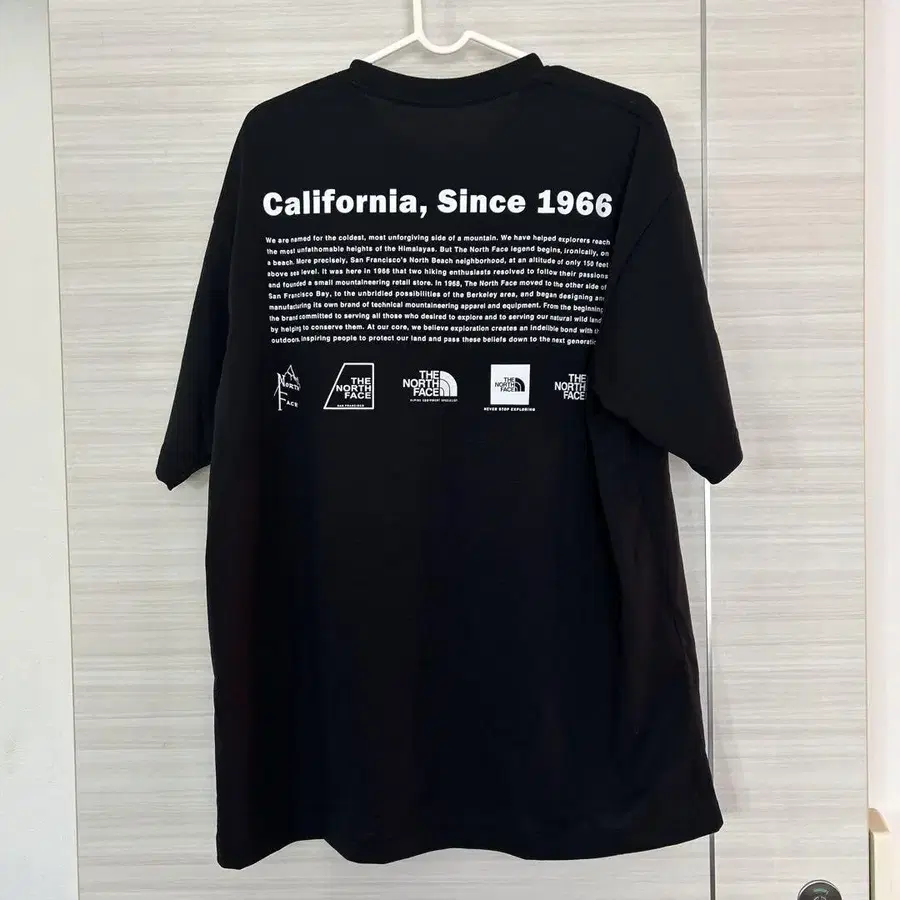 California, Since 1966
We are named for the coldest, most unforgiving side of a mountain. We have helped explorers reach
the most unfathomable heights of the Himalayas. But The North Face legend begins, ironically, on
a beach. More precisely, San Francisco's North Beach neighborhood, at an altitude of only 150 feet
above sea level. It was here in 1966 that two hiking enthusiasts resolved to follow their passions
and founded a small mountaineering retail store. In 1968, The North Face moved to the other side of
San Francisco Bay, to the unbridled possibilities of the Berkeley area, and began designing and
manufacturing its own brand of technical mountaineering apparel and equipment. From the beginning
the brand committed to serving all those who desired to explore and to serving our natural wild land
by helping to conserve them. At our core, we believe exploration creates an indelible bond with th
outdoors, inspiring people to protect our land and pass these beliefs down to the next generatio
North
Face
THE
NORTH
FACE
SAN FRANCISCO
THE
NORTH
FACE
ALPINE EQUIPMENT SPECIALIST
THE
NORTH
FACE
NEVER STOP EXPLORING
THE
NORTH
FACE